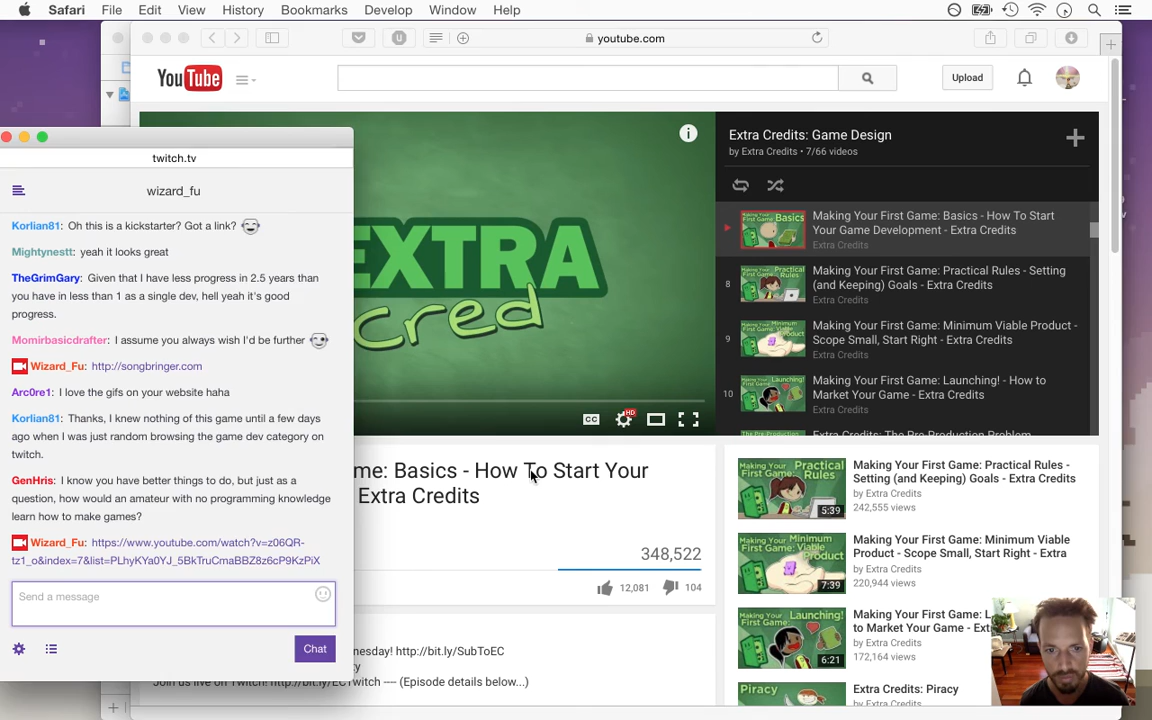 Safari File Edit View History Bookmarks Develop Window Help
youtube.com
YouTube
Upload
EXTRA
cred
Extra Credits: Game Design
by Extra Credits • 7/66 videos
Making Your First Game: Basics - How To Start
Your Game Development - Extra Credits
Extra Credits
8
Making Your First Game: Practical Rules - Setting
(and Keeping) Goals - Extra Credits
Extra Credits
9
Making Your First Game: Minimum Viable Product -
Scope Small, Start Right - Extra Credits
Extra Credits
10
Making Your First Game: Launching! - How to
Market Your Game - Extra Credits
Extra Credits
Extra Credits: The Pre-Production Problem
CC
HD
me: Basics - How To Start Your
Extra Credits
348,522
12,081
104
nesday! http://bit.ly/SubToEC
ty
Join us live on Twitch! http://bit.ly/ECTwitch ---- (Episode details below...)
Making Your First Game: Practical Rules -
Setting (and Keeping) Goals - Extra Credits
by Extra Credits
242,555 views
5:39
Making Your First Game: Minimum Viable
Product - Scope Small, Start Right - Extra
by Extra Credits
220,944 views
7:39
Making Your First Game: L
to Market Your Game - Ext
by Extra Credits
172,164 views
6:21
Extra Credits: Piracy
by Extra Credits
Piracy
twitch.tv
wizard_fu
Korlian81: Oh this is a kickstarter? Got a link?
Mightynestt: yeah it looks great
TheGrimGary: Given that I have less progress in 2.5 years than
you have in less than 1 as a single dev, hell yeah it's good
progress.
Momirbasicdrafter: I assume you always wish I'd be further
Wizard_Fu: http://songbringer.com
Arc0re1: I love the gifs on your website haha
Korlian81: Thanks, I knew nothing of this game until a few days
ago when I was just random browsing the game dev category on
twitch.
GenHris: I know you have better things to do, but just as a
question, how would an amateur with no programming knowledge
learn how to make games?
Wizard_Fu: https://www.youtube.com/watch?v=z06QR-
tz1_o&index=7&list=PLhyKYa0YJ_5BkTruCmaBBZ8z6cP9KzPiX
Send a message
Chat